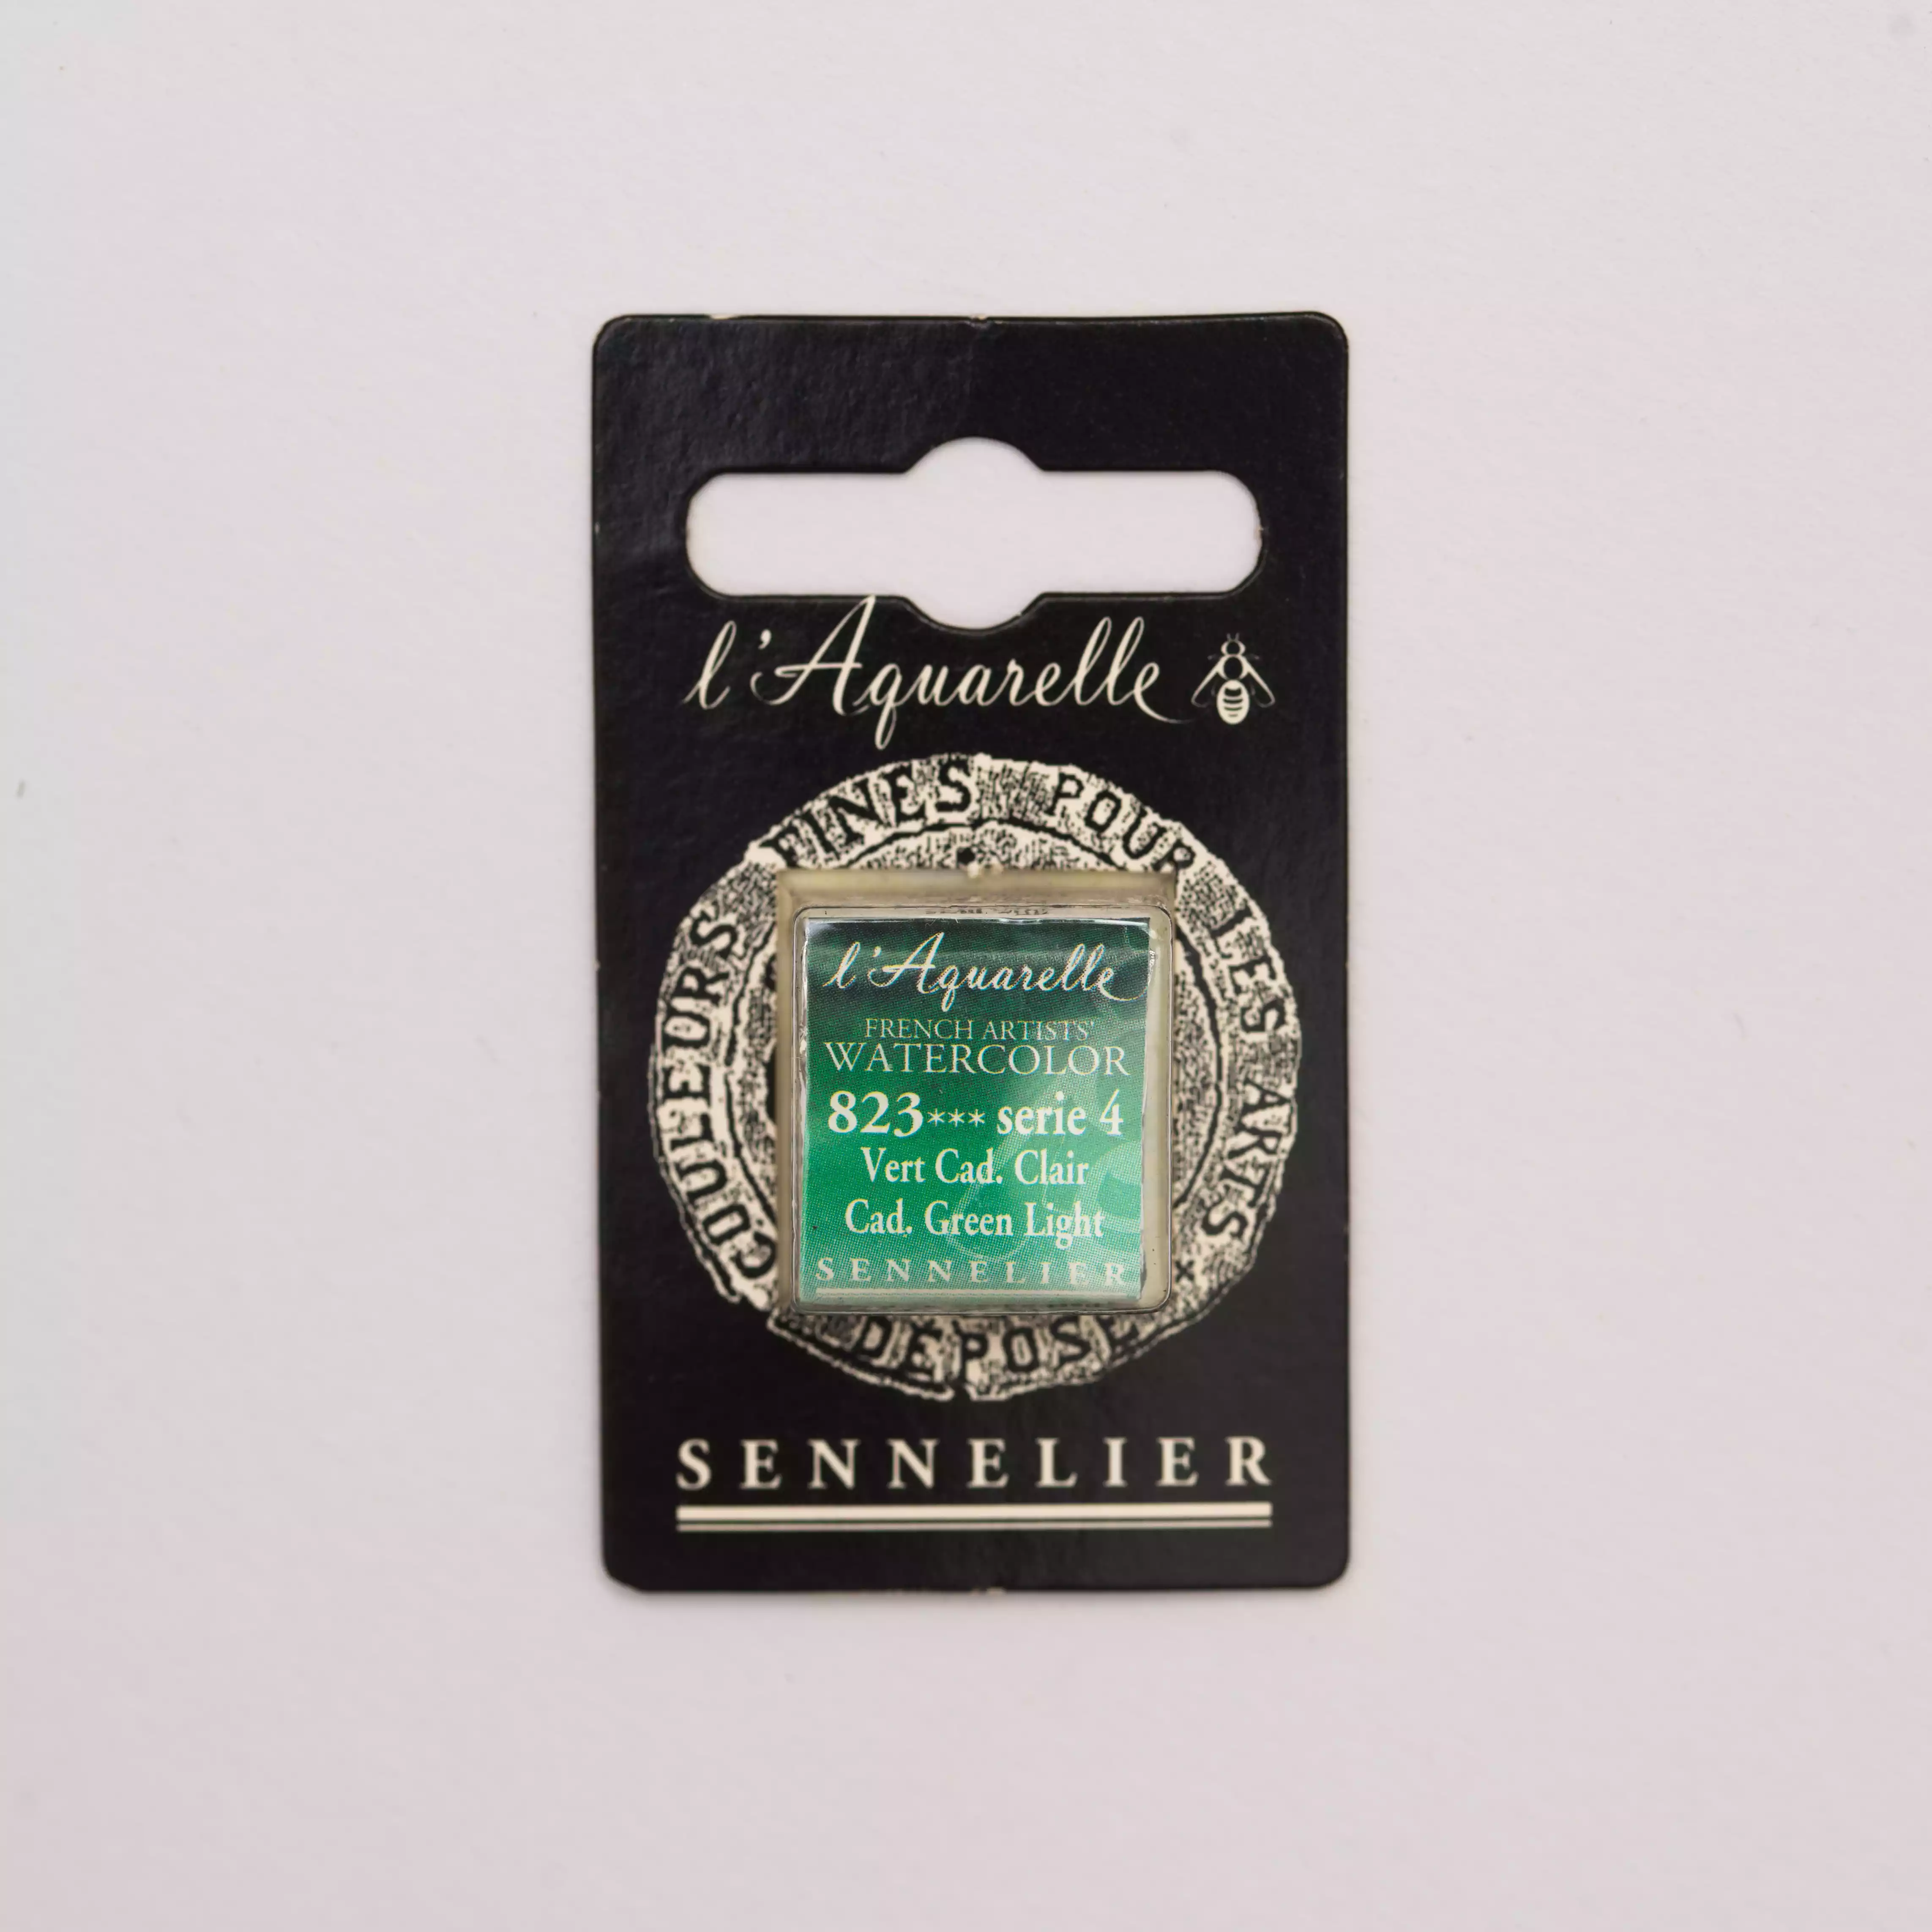 l'Aquarelle
COULEURS FINES POUR LES ARTS
l'Aquarelle
FRENCH ARTISTS'
WATERCOLOR
823*** serie 4
Vert Cad. Clair
Cad. Green Light
SENNELIER
DÉPOSÉ
SENNELIER